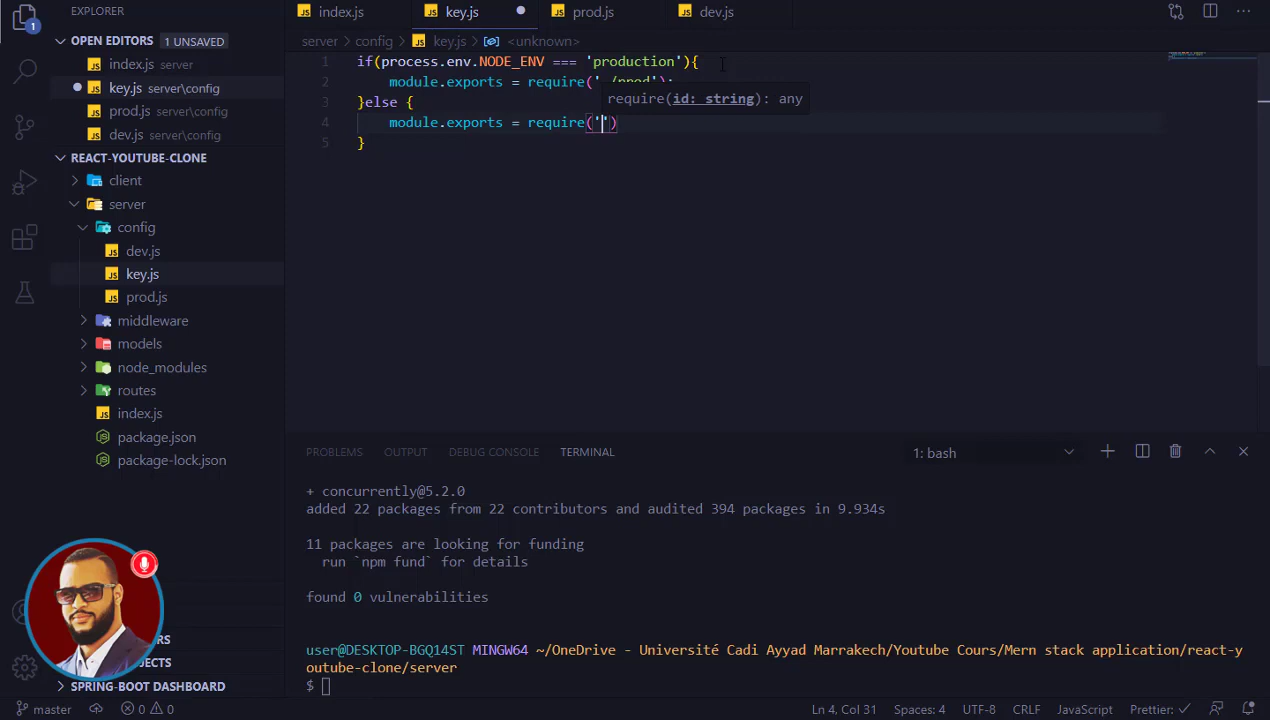 EXPLORER
index.js
key.js
prod.js
dev.js
1
OPEN EDITORS 1 UNSAVED
server > config > key.js > <unknown>
index.js server
key.js server\config
prod.js server\config
dev.js server\config
REACT-YOUTUBE-CLONE
client
server
config
dev.js
key.js
prod.js
middleware
models
node_modules
routes
index.js
package.json
package-lock.json
SPRING-BOOT DASHBOARD
1 if(process.env.NODE_ENV === 'production'){
2 module.exports = require('./prod');
require(id: string): any
3 }else {
4 module.exports = require('')
5 }
PROBLEMS OUTPUT DEBUG CONSOLE TERMINAL 1: bash
+ concurrently@5.2.0
added 22 packages from 22 contributors and audited 394 packages in 9.934s
11 packages are looking for funding
run `npm fund` for details
found 0 vulnerabilities
user@DESKTOP-BGQ14ST MINGW64 ~/OneDrive - Université Cadi Ayyad Marrakech/Youtube Cours/Mern stack application/react-y
outube-clone/server
$
master 0 0 Ln 4, Col 31 Spaces: 4 UTF-8 CRLF JavaScript Prettier: ✓